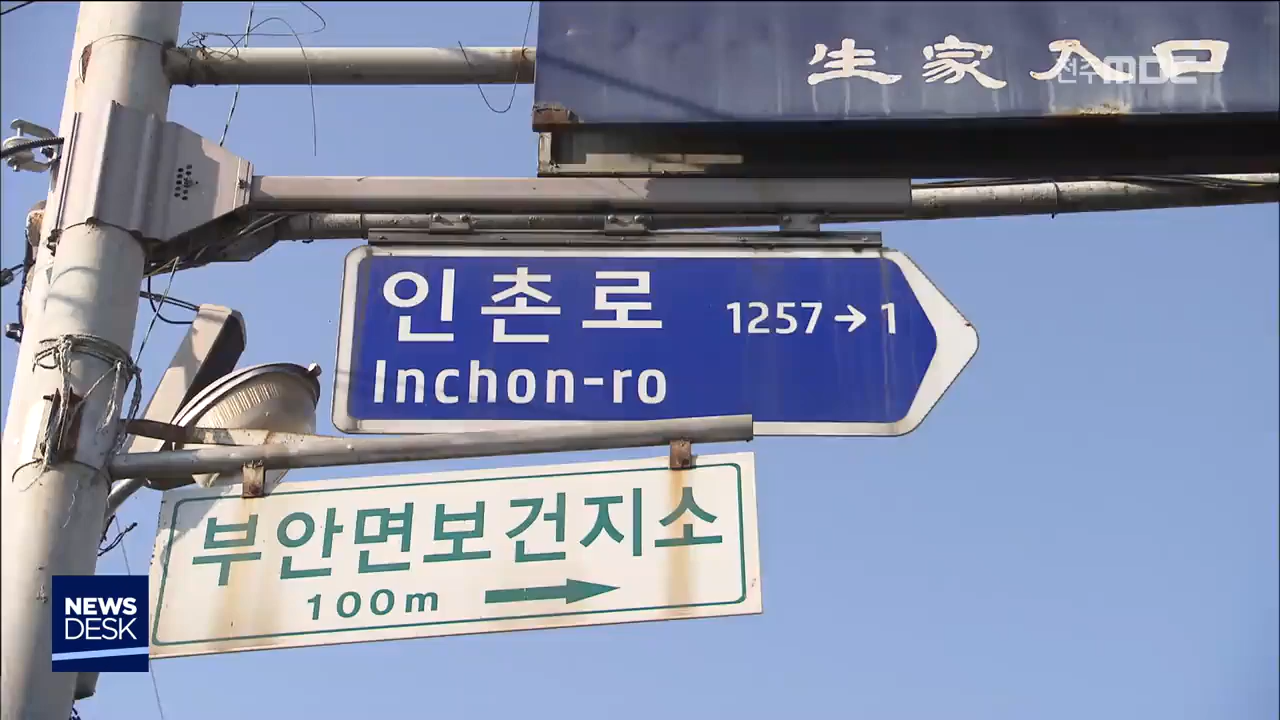 生家入口
전주MBC
인촌로 1257→1
Inchon-ro
부안면보건지소
100m →
NEWS
DESK